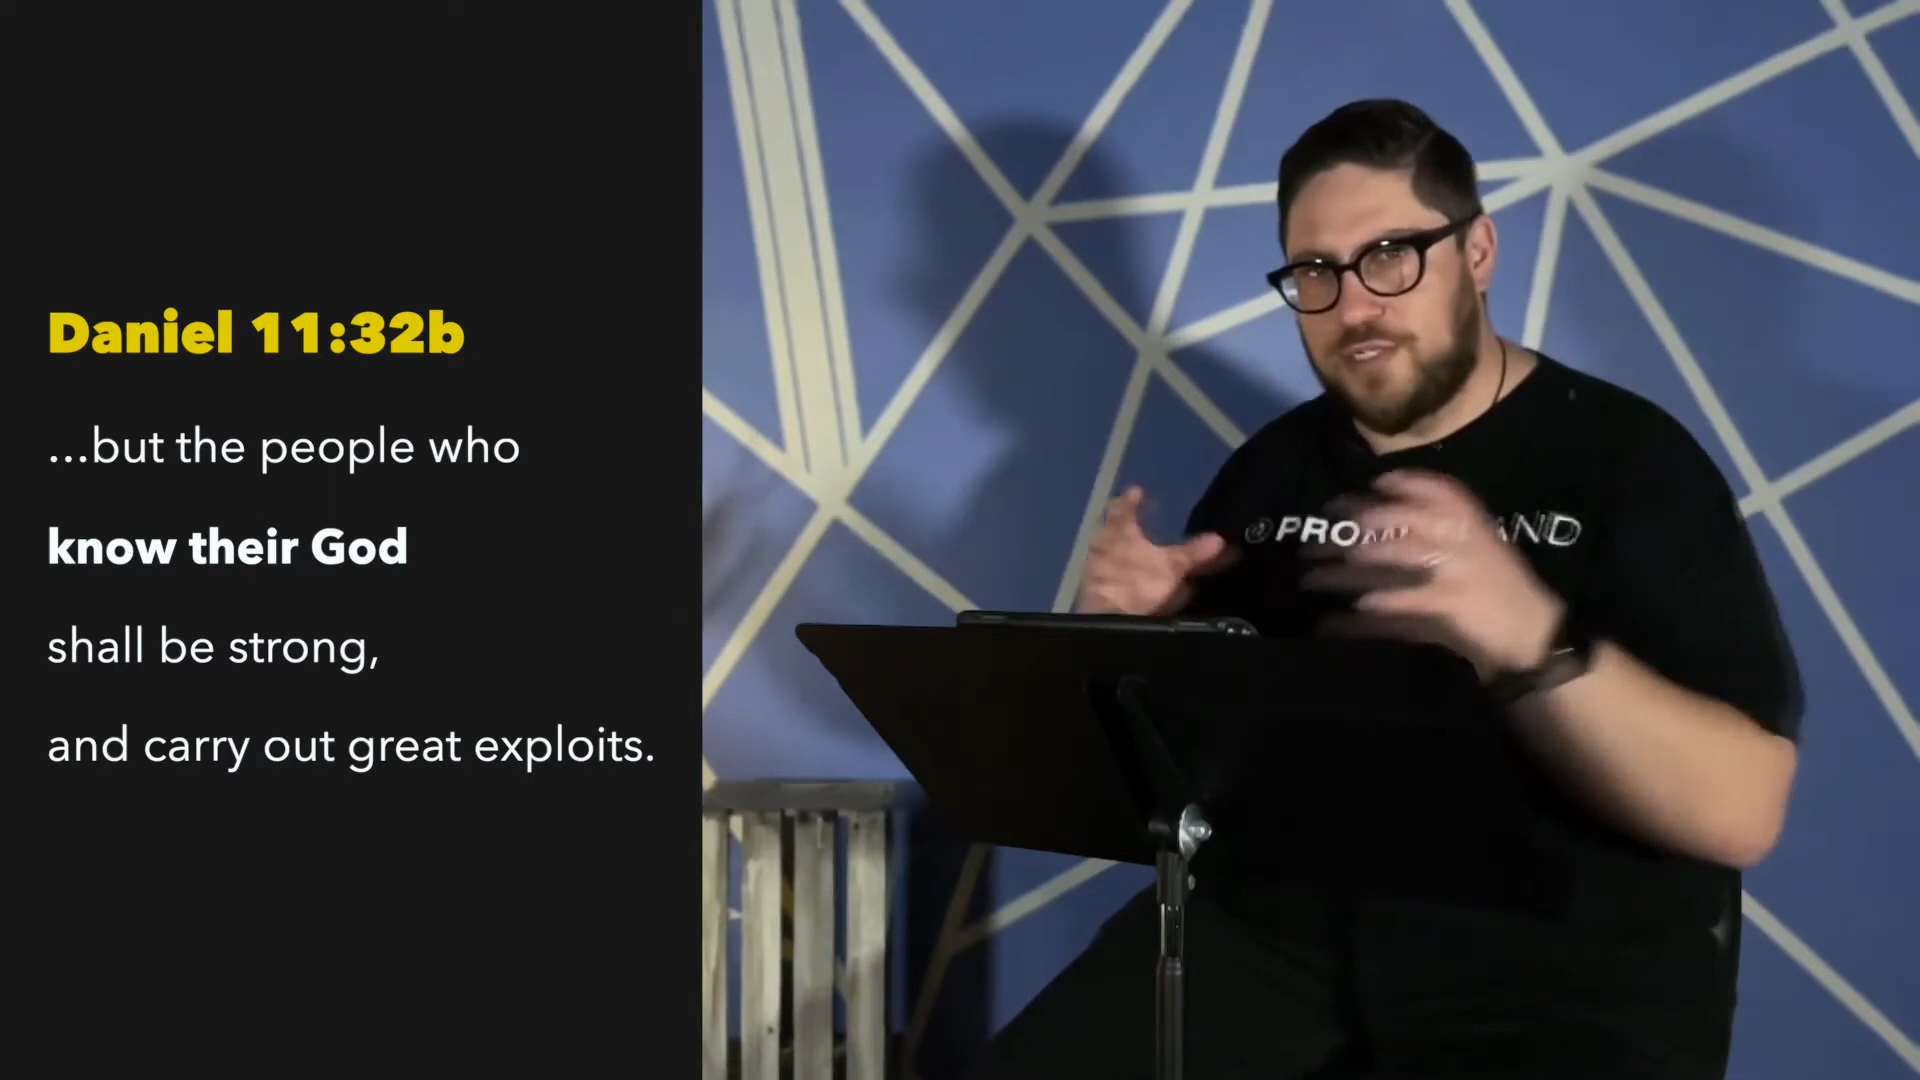 Daniel 11:32b
...but the people who
know their God
shall be strong,
and carry out great exploits.